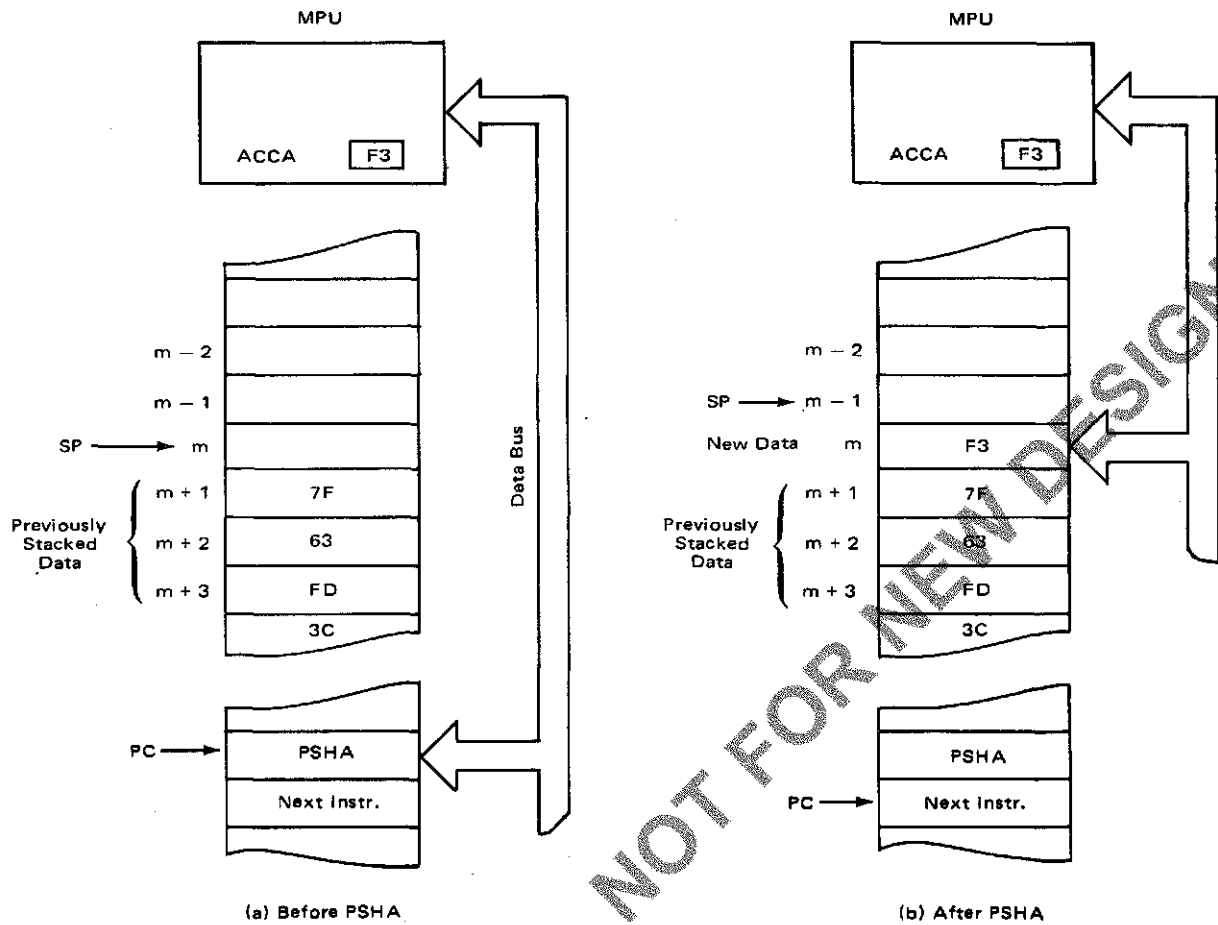 MPU
ACCA F3
m – 2
m – 1
SP m
m + 1 7F
m + 2 63
m + 3 FD
3C
Previously
Stacked
Data
Data Bus
PC PSHA
Next Instr.
(a) Before PSHA
MPU
ACCA F3
m – 2
SP m – 1
New Data m F3
m + 1 7F
m + 2 63
m + 3 FD
3C
Previously
Stacked
Data
PSHA
PC Next Instr.
(b) After PSHA
NOT FOR NEW DESIGN